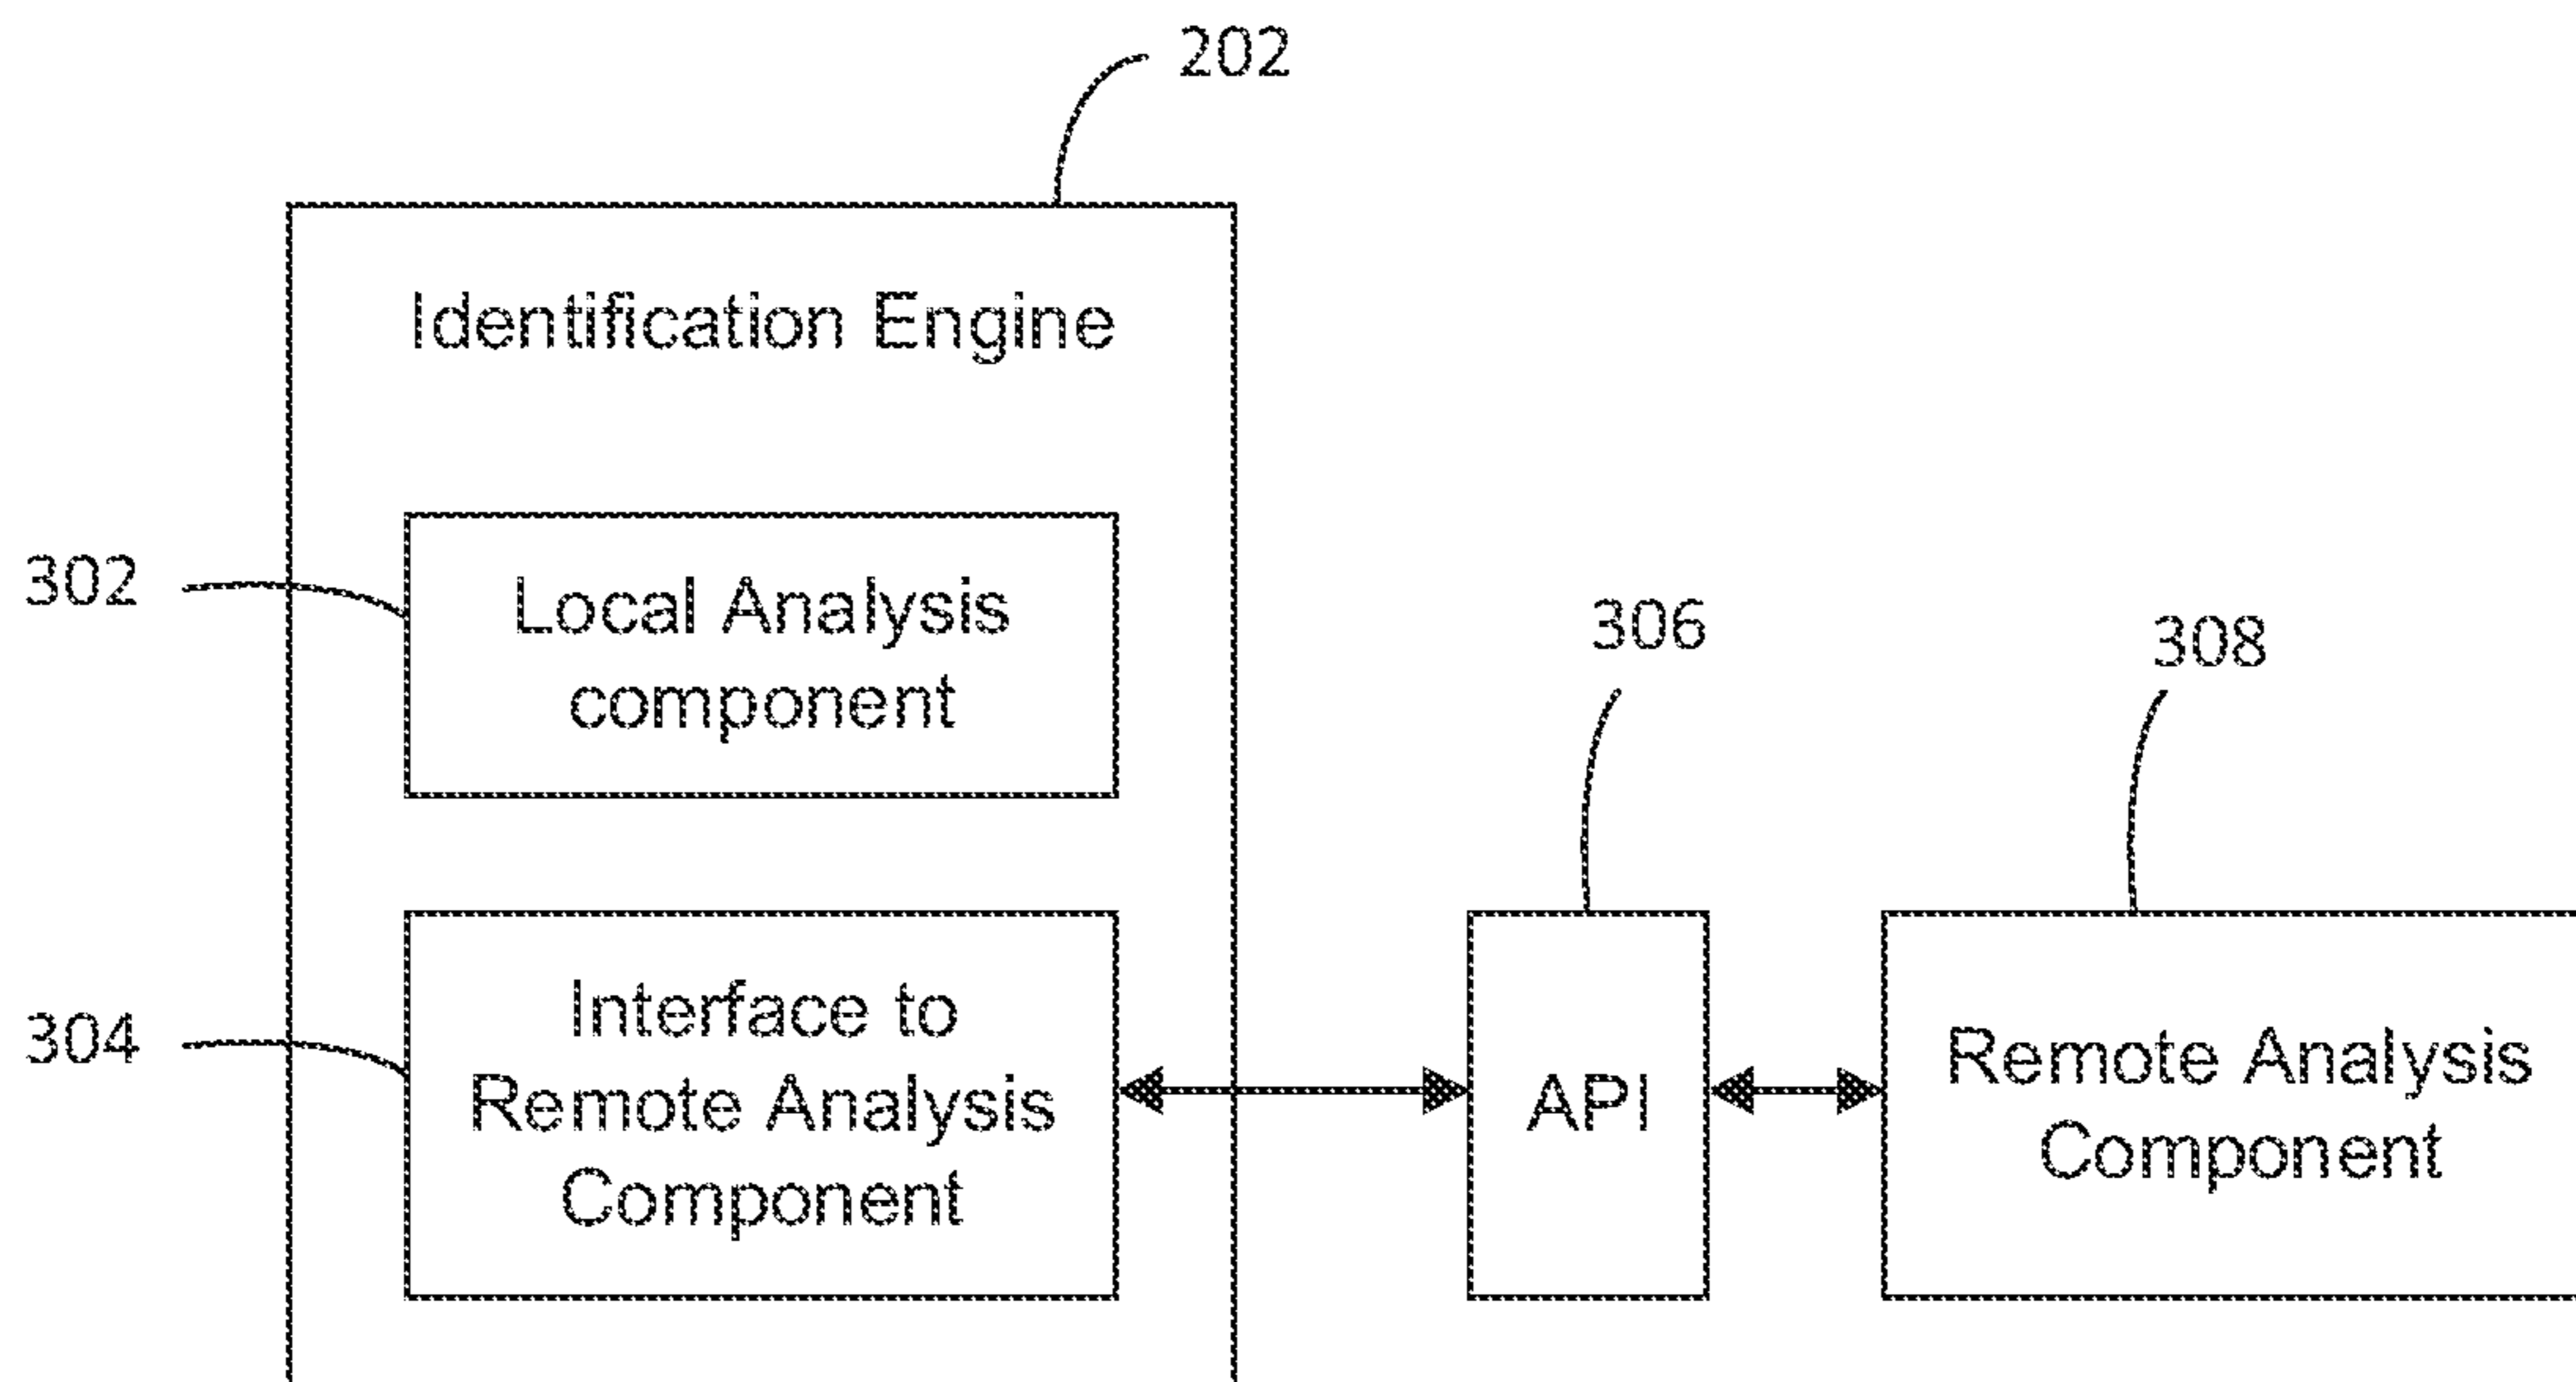 202
Identification Engine
302
Local Analysis
component
306
308
304
Interface to
Remote Analysis
Component
API
Remote Analysis
Component